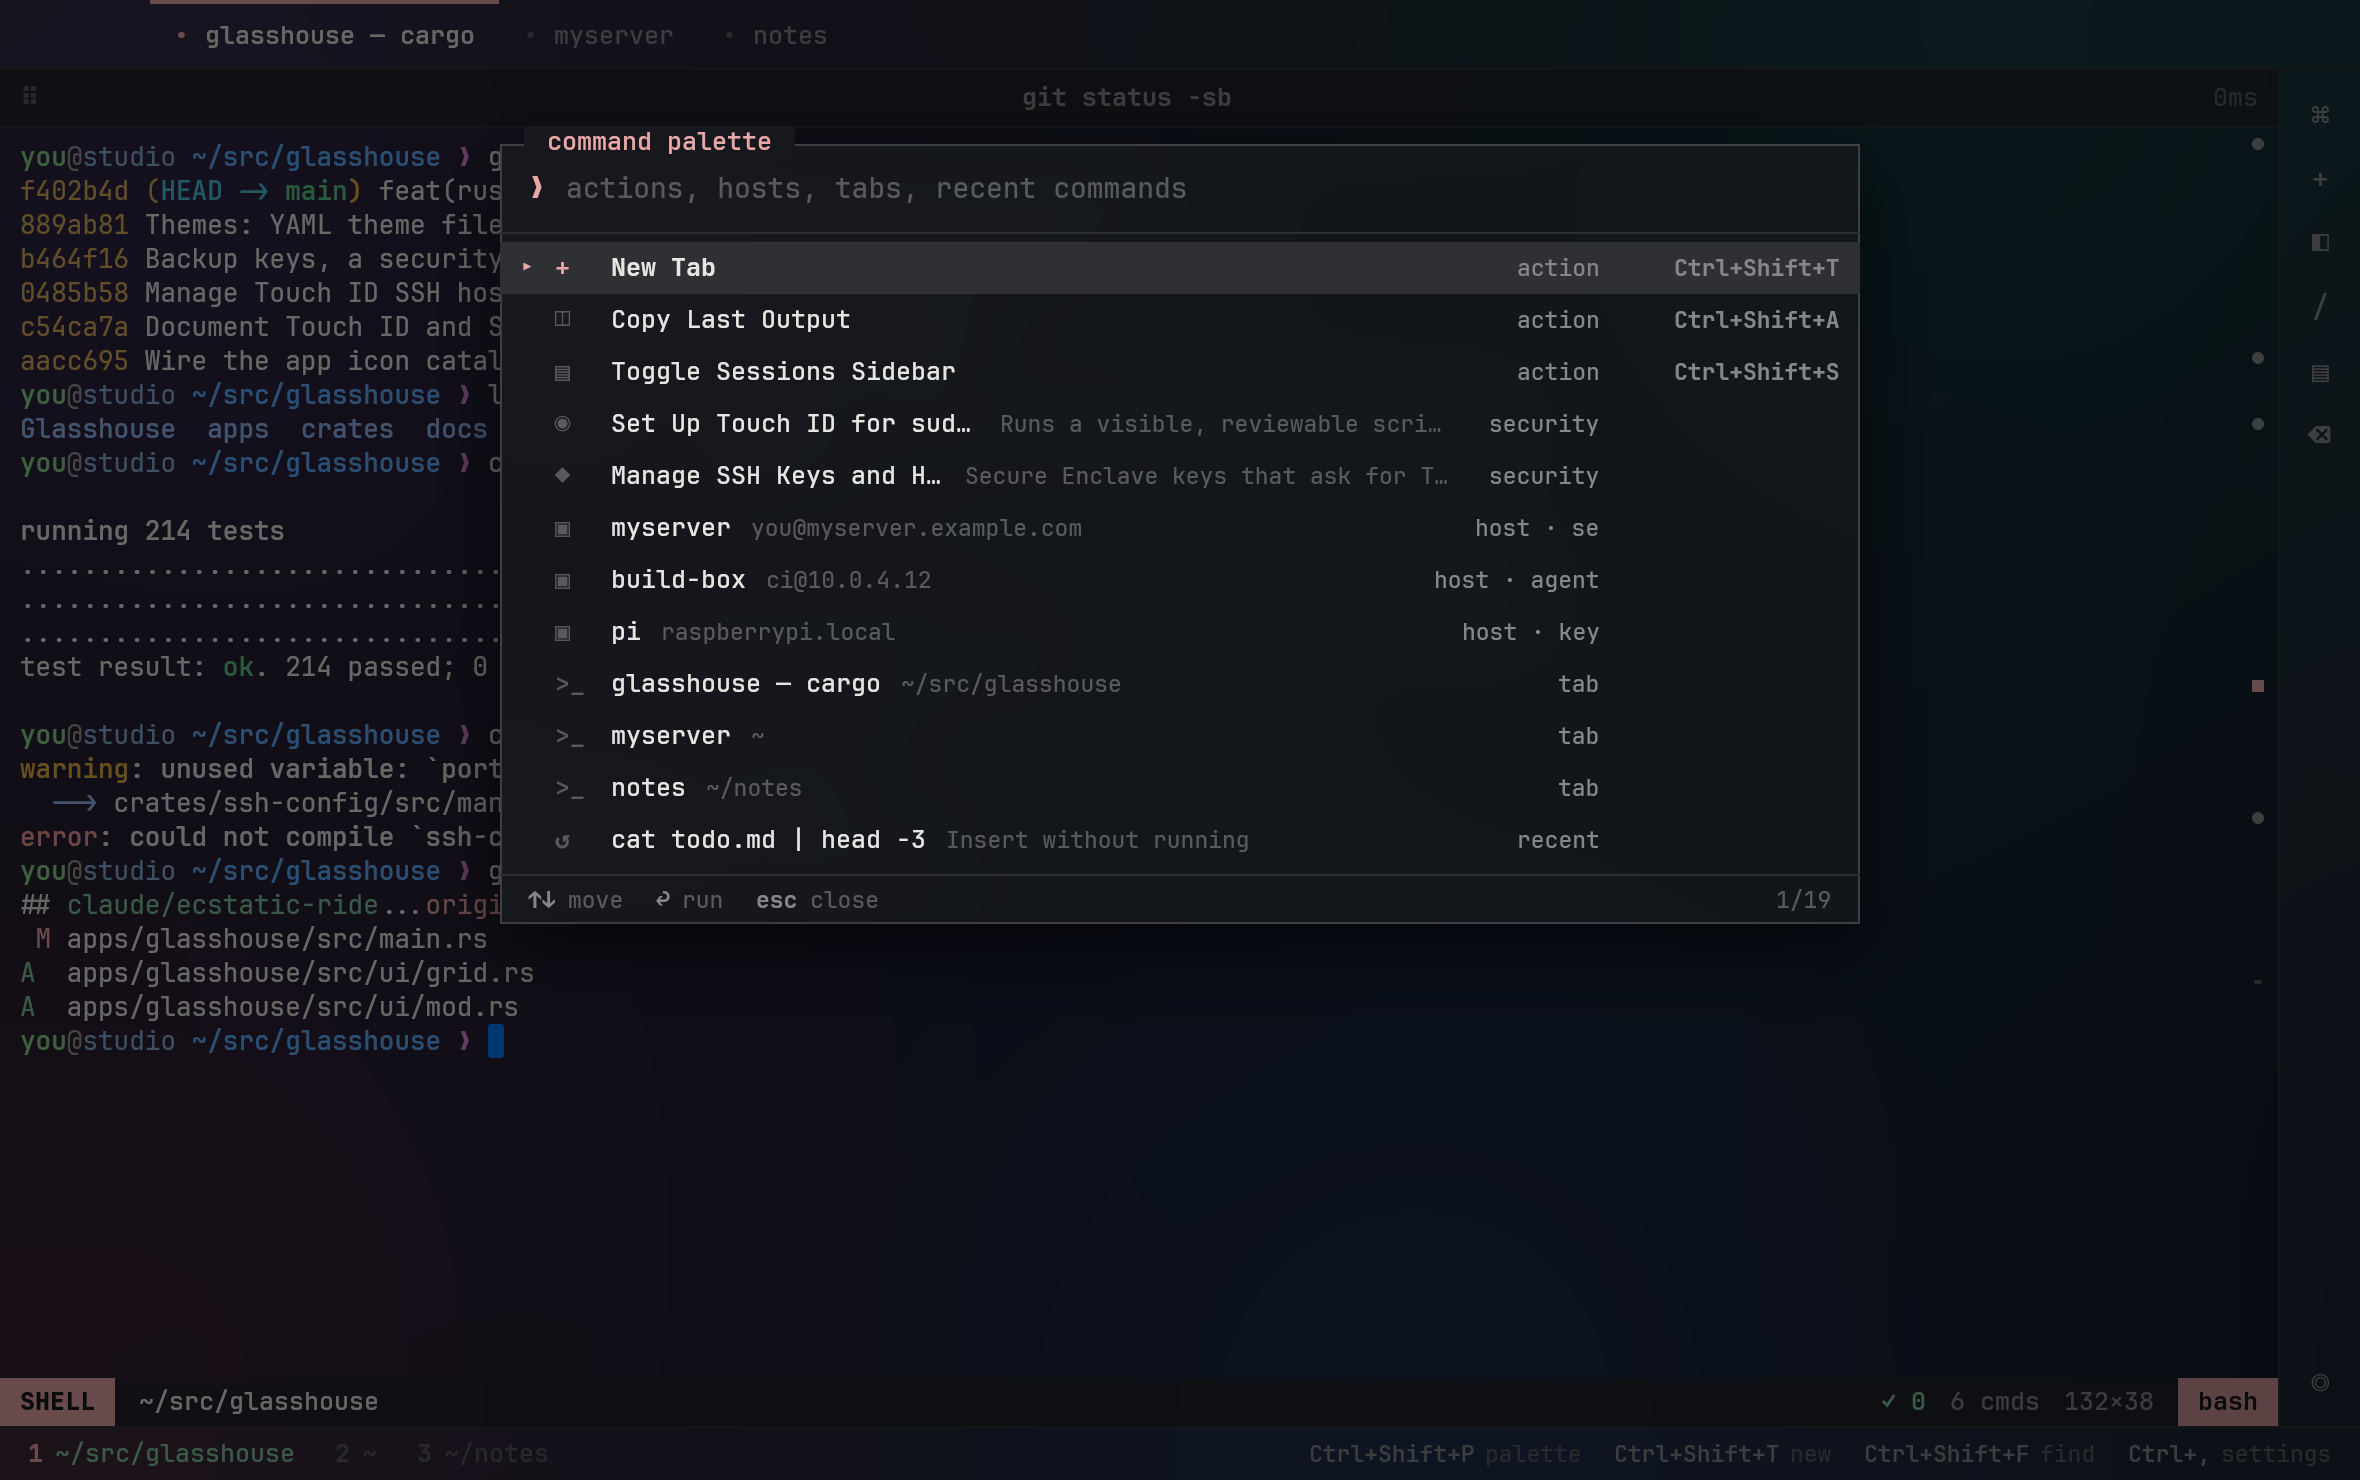 • glasshouse — cargo • myserver • notes
git status -sb 0ms
command palette
you@studio ~/src/glasshouse ❯ g
f402b4d (HEAD -> main) feat(rus
889ab81 Themes: YAML theme file
b464f16 Backup keys, a security
0485b58 Manage Touch ID SSH hos
c54ca7a Document Touch ID and S
aacc695 Wire the app icon catal
you@studio ~/src/glasshouse ❯ l
Glasshouse apps crates docs
you@studio ~/src/glasshouse ❯ c
running 214 tests
...............................
...............................
...............................
test result: ok. 214 passed; 0
you@studio ~/src/glasshouse ❯ c
warning: unused variable: `port
--> crates/ssh-config/src/man
error: could not compile `ssh-c
you@studio ~/src/glasshouse ❯ g
## claude/ecstatic-ride...origi
M apps/glasshouse/src/main.rs
A apps/glasshouse/src/ui/grid.rs
A apps/glasshouse/src/ui/mod.rs
you@studio ~/src/glasshouse ❯
❯ actions, hosts, tabs, recent commands
▸ + New Tab action Ctrl+Shift+T
Copy Last Output action Ctrl+Shift+A
Toggle Sessions Sidebar action Ctrl+Shift+S
Set Up Touch ID for sud… Runs a visible, reviewable scri… security
Manage SSH Keys and H… Secure Enclave keys that ask for T… security
myserver you@myserver.example.com host · se
build-box ci@10.0.4.12 host · agent
pi raspberrypi.local host · key
>_ glasshouse — cargo ~/src/glasshouse tab
>_ myserver ~ tab
>_ notes ~/notes tab
↺ cat todo.md | head -3 Insert without running recent
↑↓ move ↩ run esc close 1/19
SHELL ~/src/glasshouse ✓ 0 6 cmds 132×38 bash
1 ~/src/glasshouse 2 ~ 3 ~/notes Ctrl+Shift+P palette Ctrl+Shift+T new Ctrl+Shift+F find Ctrl+, settings